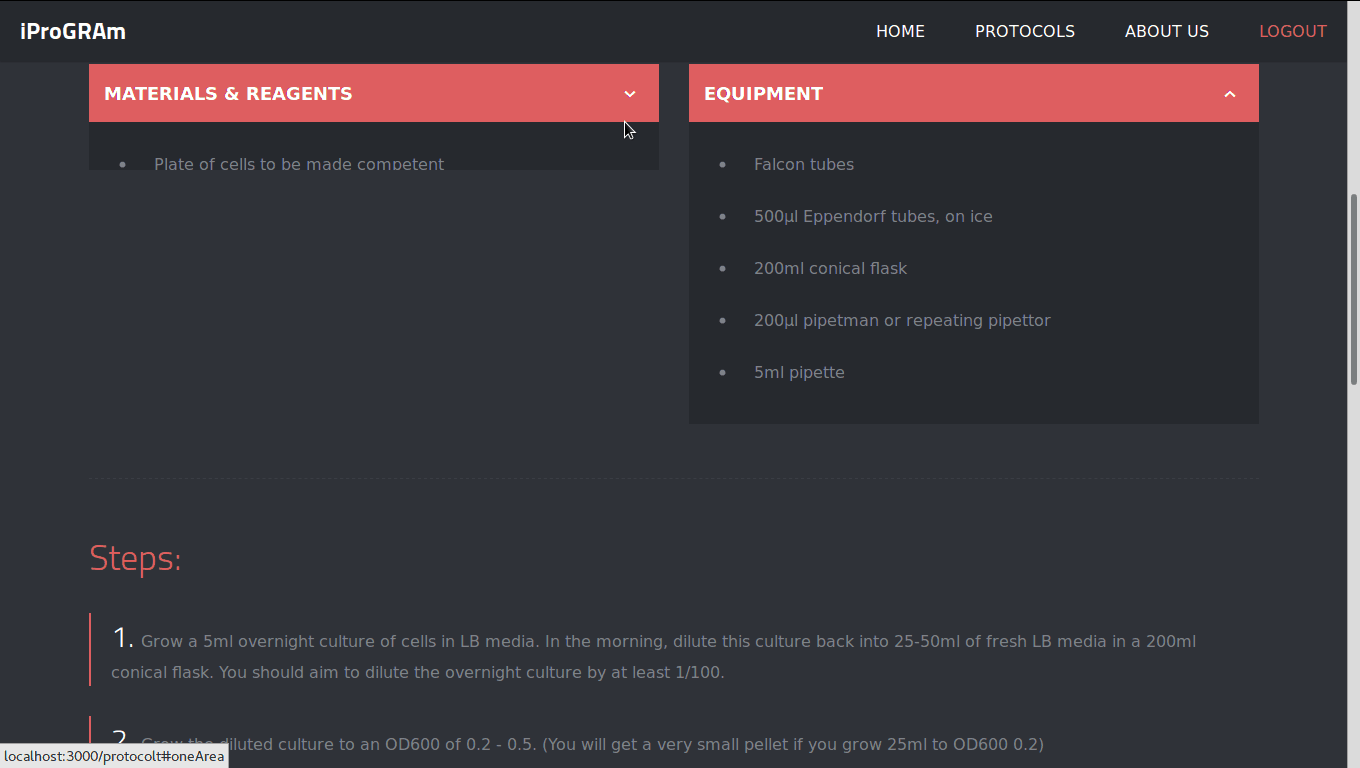 iProGRAm
HOME PROTOCOLS ABOUT US LOGOUT
MATERIALS & REAGENTS
• Plate of cells to be made competent
EQUIPMENT
• Falcon tubes
• 500µl Eppendorf tubes, on ice
• 200ml conical flask
• 200µl pipetman or repeating pipettor
• 5ml pipette
Steps:
1. Grow a 5ml overnight culture of cells in LB media. In the morning, dilute this culture back into 25-50ml of fresh LB media in a 200ml
conical flask. You should aim to dilute the overnight culture by at least 1/100.
2. Grow the diluted culture to an OD600 of 0.2 - 0.5. (You will get a very small pellet if you grow 25ml to OD600 0.2)
localhost:3000/protocolt#oneArea